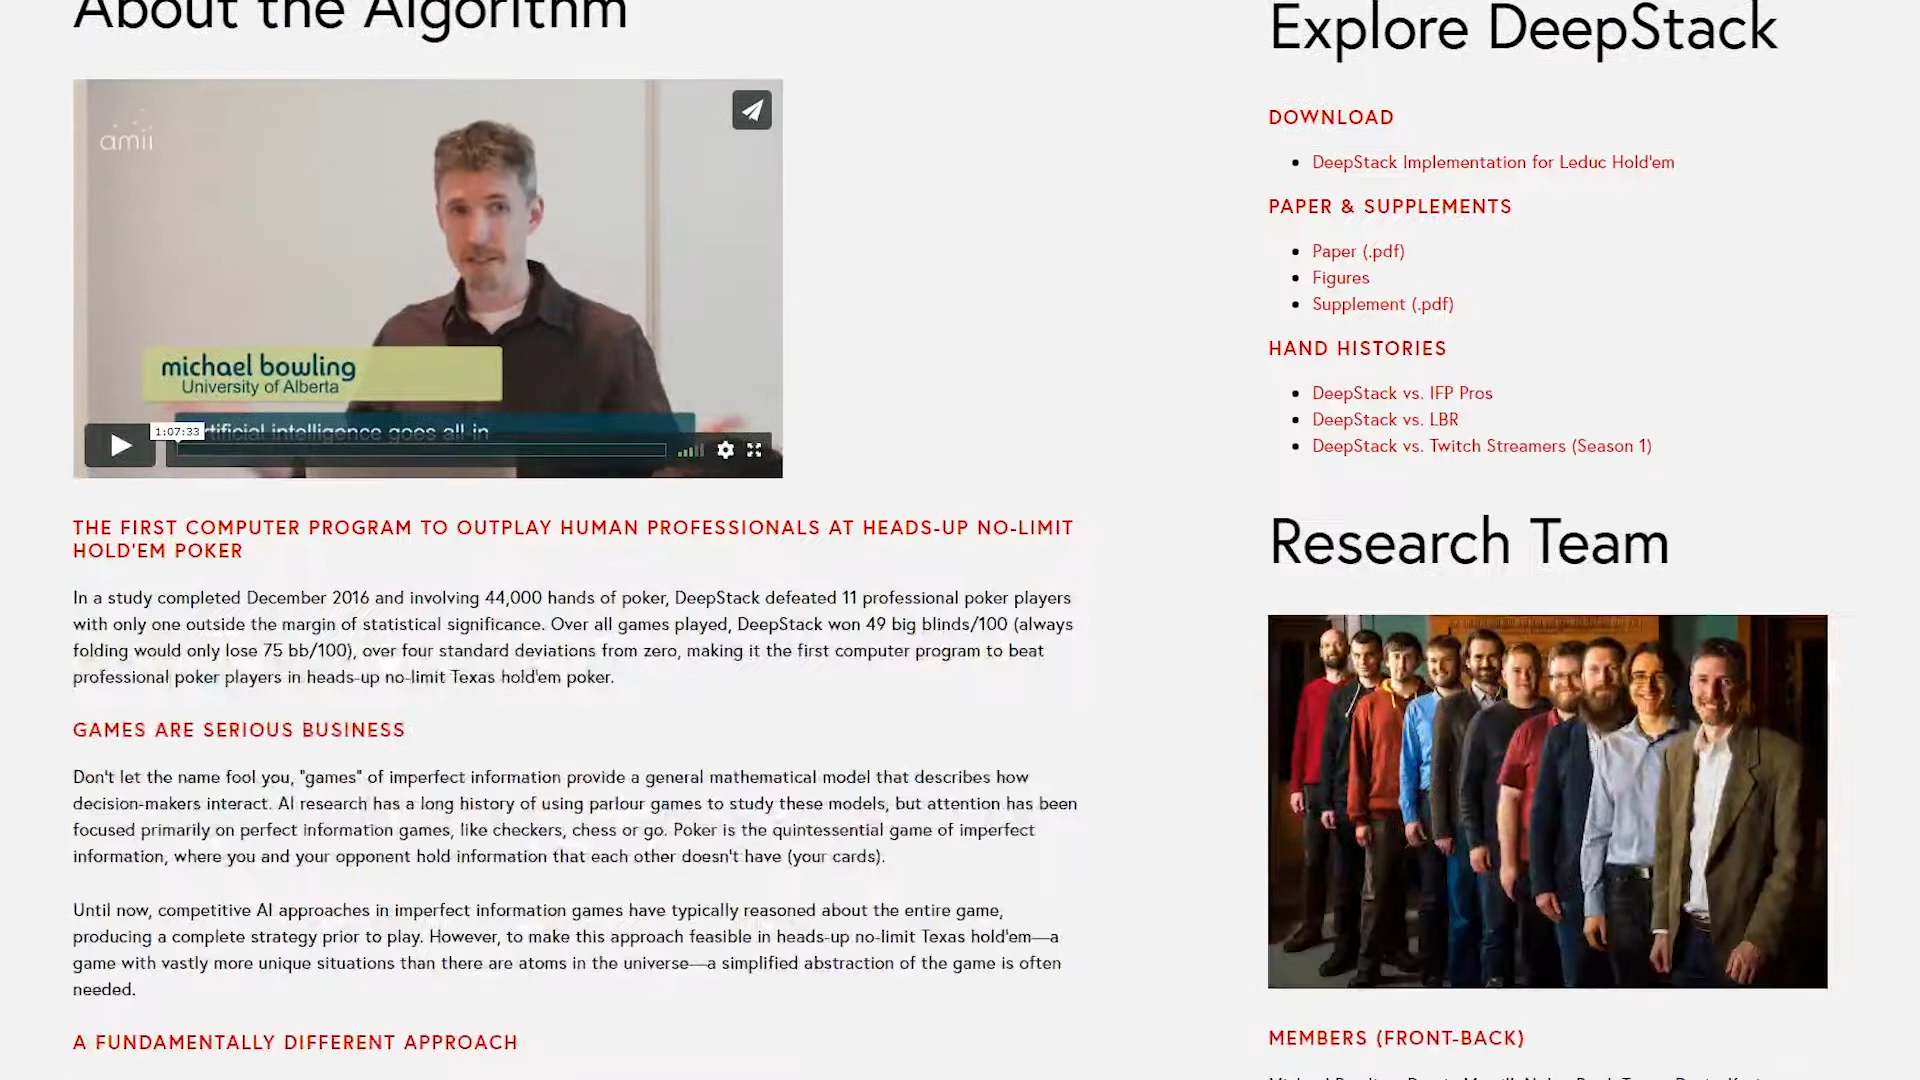 About the Algorithm
amii
michael bowling
University of Alberta
1:07:33
artificial intelligence goes all-in
THE FIRST COMPUTER PROGRAM TO OUTPLAY HUMAN PROFESSIONALS AT HEADS-UP NO-LIMIT
HOLD'EM POKER
In a study completed December 2016 and involving 44,000 hands of poker, DeepStack defeated 11 professional poker players
with only one outside the margin of statistical significance. Over all games played, DeepStack won 49 big blinds/100 (always
folding would only lose 75 bb/100), over four standard deviations from zero, making it the first computer program to beat
professional poker players in heads-up no-limit Texas hold'em poker.
GAMES ARE SERIOUS BUSINESS
Don't let the name fool you, "games" of imperfect information provide a general mathematical model that describes how
decision-makers interact. AI research has a long history of using parlour games to study these models, but attention has been
focused primarily on perfect information games, like checkers, chess or go. Poker is the quintessential game of imperfect
information, where you and your opponent hold information that each other doesn't have (your cards).
Until now, competitive AI approaches in imperfect information games have typically reasoned about the entire game,
producing a complete strategy prior to play. However, to make this approach feasible in heads-up no-limit Texas hold'em—a
game with vastly more unique situations than there are atoms in the universe—a simplified abstraction of the game is often
needed.
A FUNDAMENTALLY DIFFERENT APPROACH
Explore DeepStack
DOWNLOAD
DeepStack Implementation for Leduc Hold'em
PAPER & SUPPLEMENTS
Paper (.pdf)
Figures
Supplement (.pdf)
HAND HISTORIES
DeepStack vs. IFP Pros
DeepStack vs. LBR
DeepStack vs. Twitch Streamers (Season 1)
Research Team
MEMBERS (FRONT-BACK)